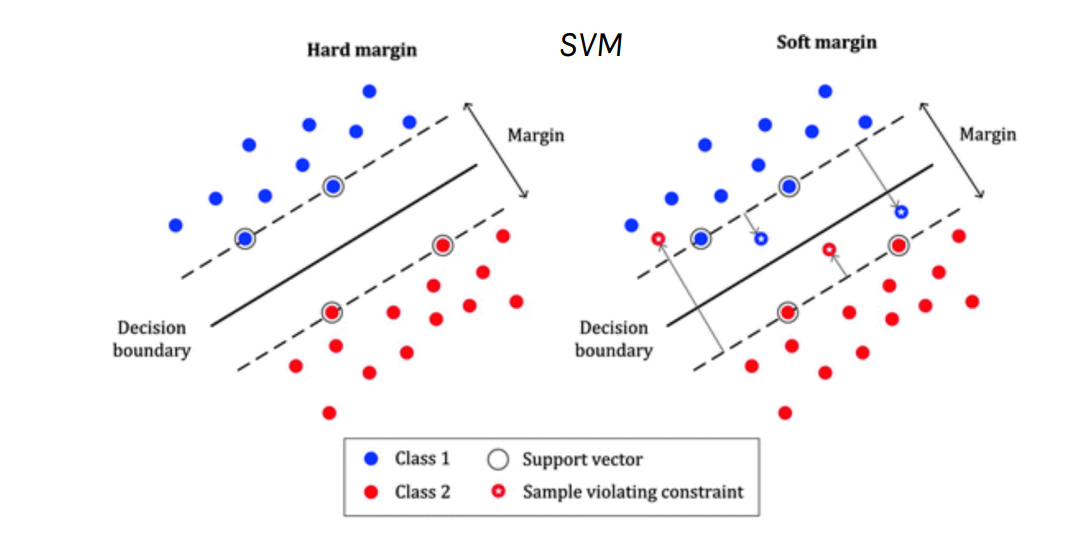 SVM
Hard margin
Soft margin
Margin
Margin
Decision
boundary
Decision
boundary
Class 1
Support vector
Class 2
Sample violating constraint